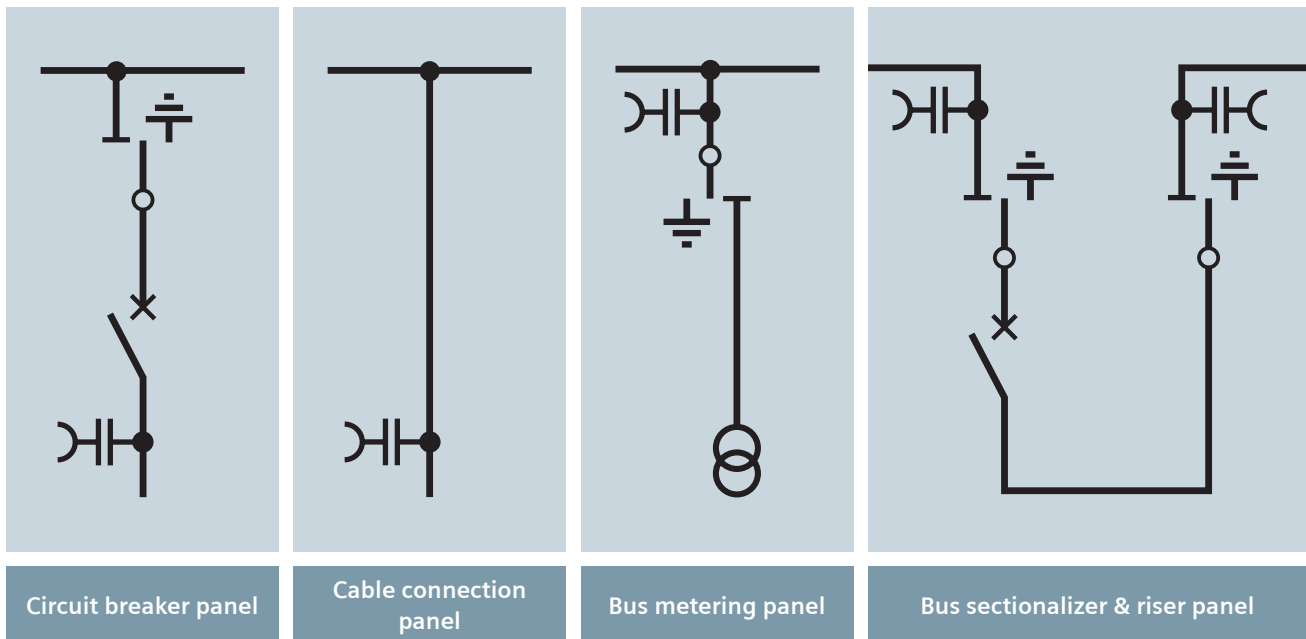 Circuit breaker panel
Cable connection
panel
Bus metering panel
Bus sectionalizer & riser panel